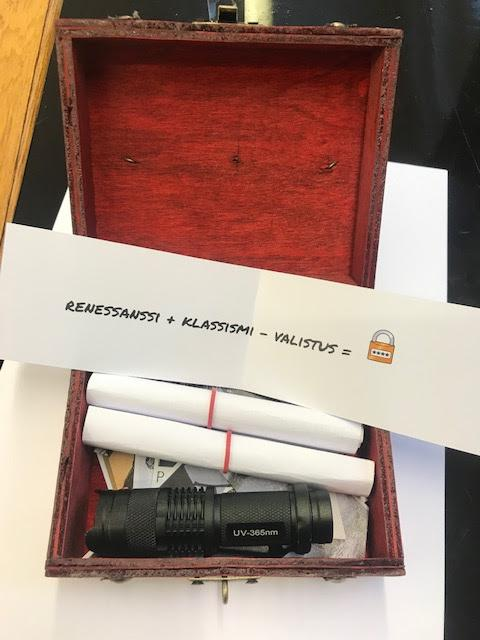 RENESSANSSI + KLASSISMI - VALISTUS =
P
UV-365nm